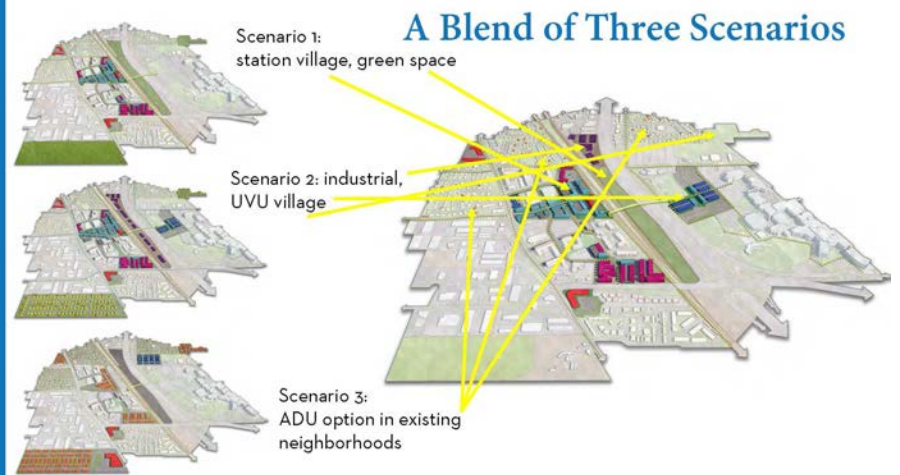 A Blend of Three Scenarios
Scenario 1:
station village, green space
Scenario 2: industrial,
UVU village
Scenario 3:
ADU option in existing
neighborhoods